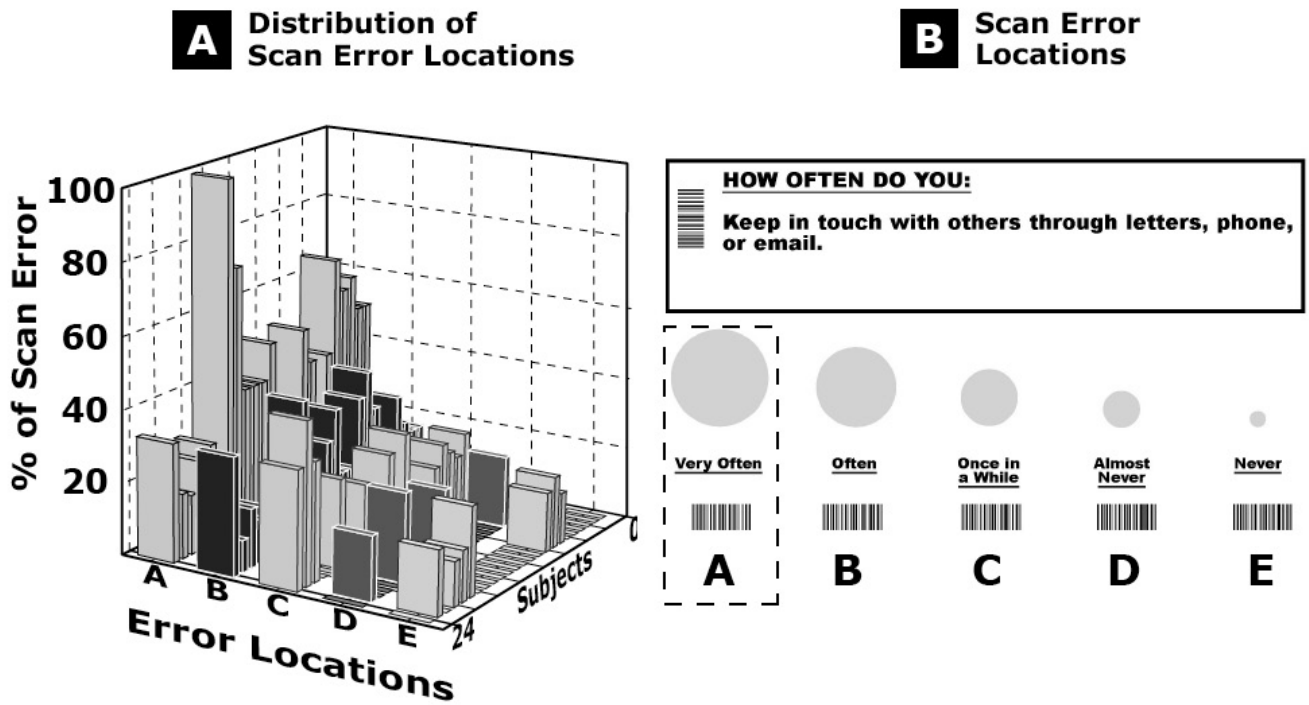 A
Distribution of
Scan Error Locations
B
Scan Error
Locations
% of Scan Error
100
80
60
40
20
A
B
C
D
E
Error Locations
Subjects
24
0
HOW OFTEN DO YOU:
Keep in touch with others through letters, phone,
or email.
Very Often
Often
Once in
a While
Almost
Never
Never
A
B
C
D
E